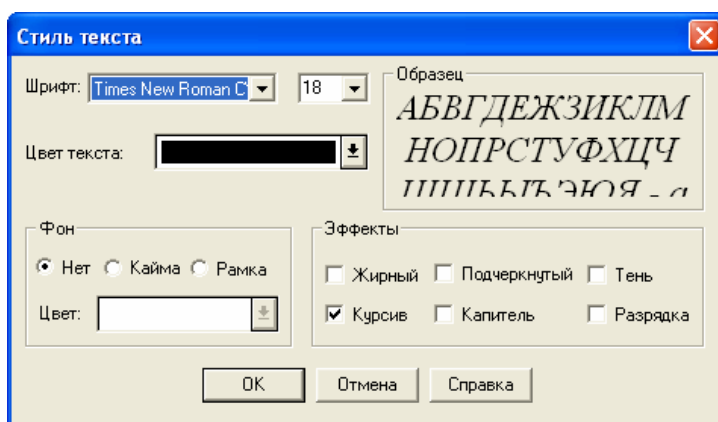 Стиль текста
Шрифт: Times New Roman C 18
Образец
АБВГДЕЖЗИКЛМ
НОПРСТУФХЦЧ
ШЩЬЫЪЭЮЯ - а
Цвет текста:
Фон
Нет Кайма Рамка
Цвет:
Эффекты
Жирный Подчеркнутый Тень
Курсив Капитель Разрядка
OK Отмена Справка